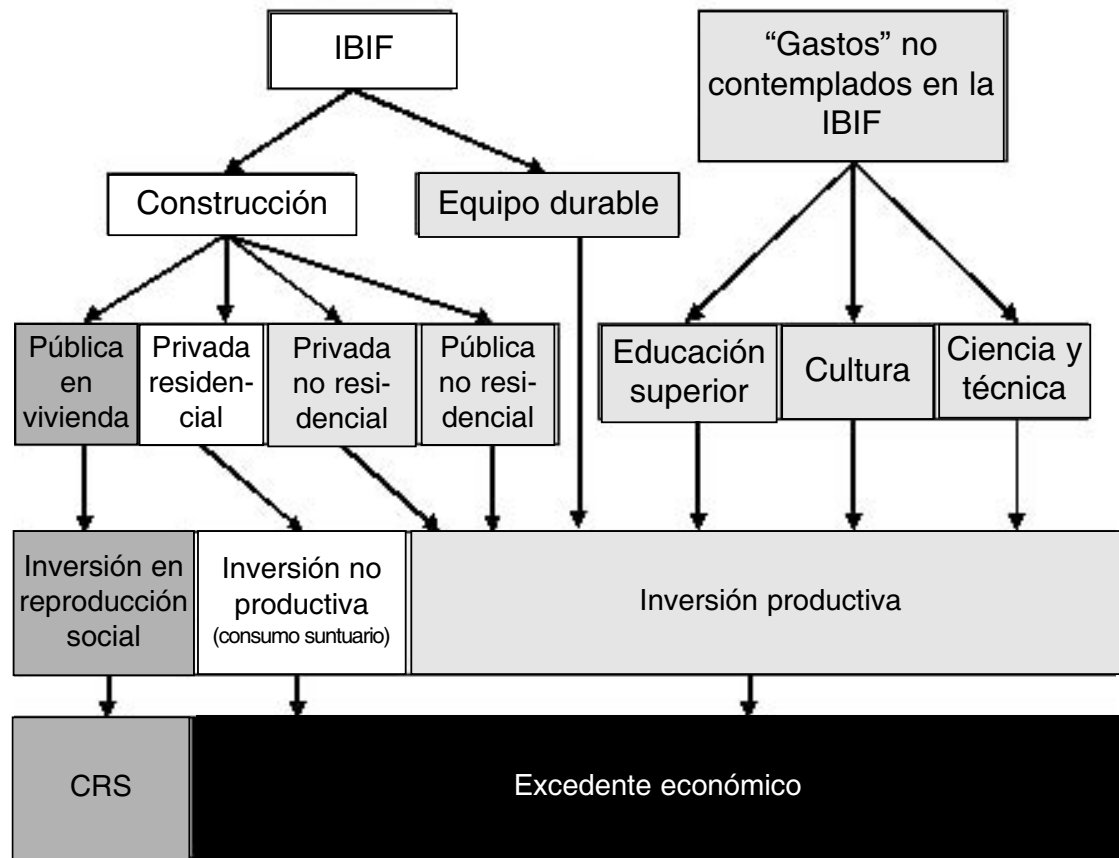 IBIF
“Gastos” no
contemplados en la
IBIF
Construcción
Equipo durable
Pública
en
vivienda
Privada
residen-
cial
Privada
no resi-
dencial
Pública
no resi-
dencial
Educación
superior
Cultura
Ciencia y
técnica
Inversión en
reproducción
social
Inversión no
productiva
(consumo suntuario)
Inversión productiva
CRS
Excedente económico